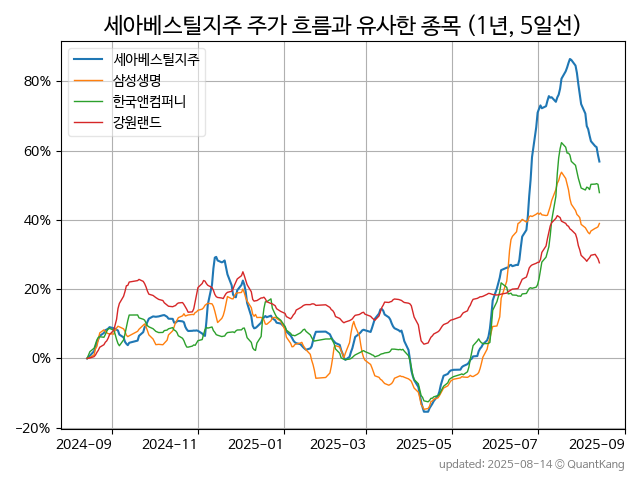 세아베스틸지주 주가 흐름과 유사한 종목 (1년, 5일선)
세아베스틸지주
삼성생명
한국앤컴퍼니
강원랜드
80%
60%
40%
20%
0%
−20%
2024-09 2024-11 2025-01 2025-03 2025-05 2025-07 2025-09
updated: 2025-08-14 © QuantKang